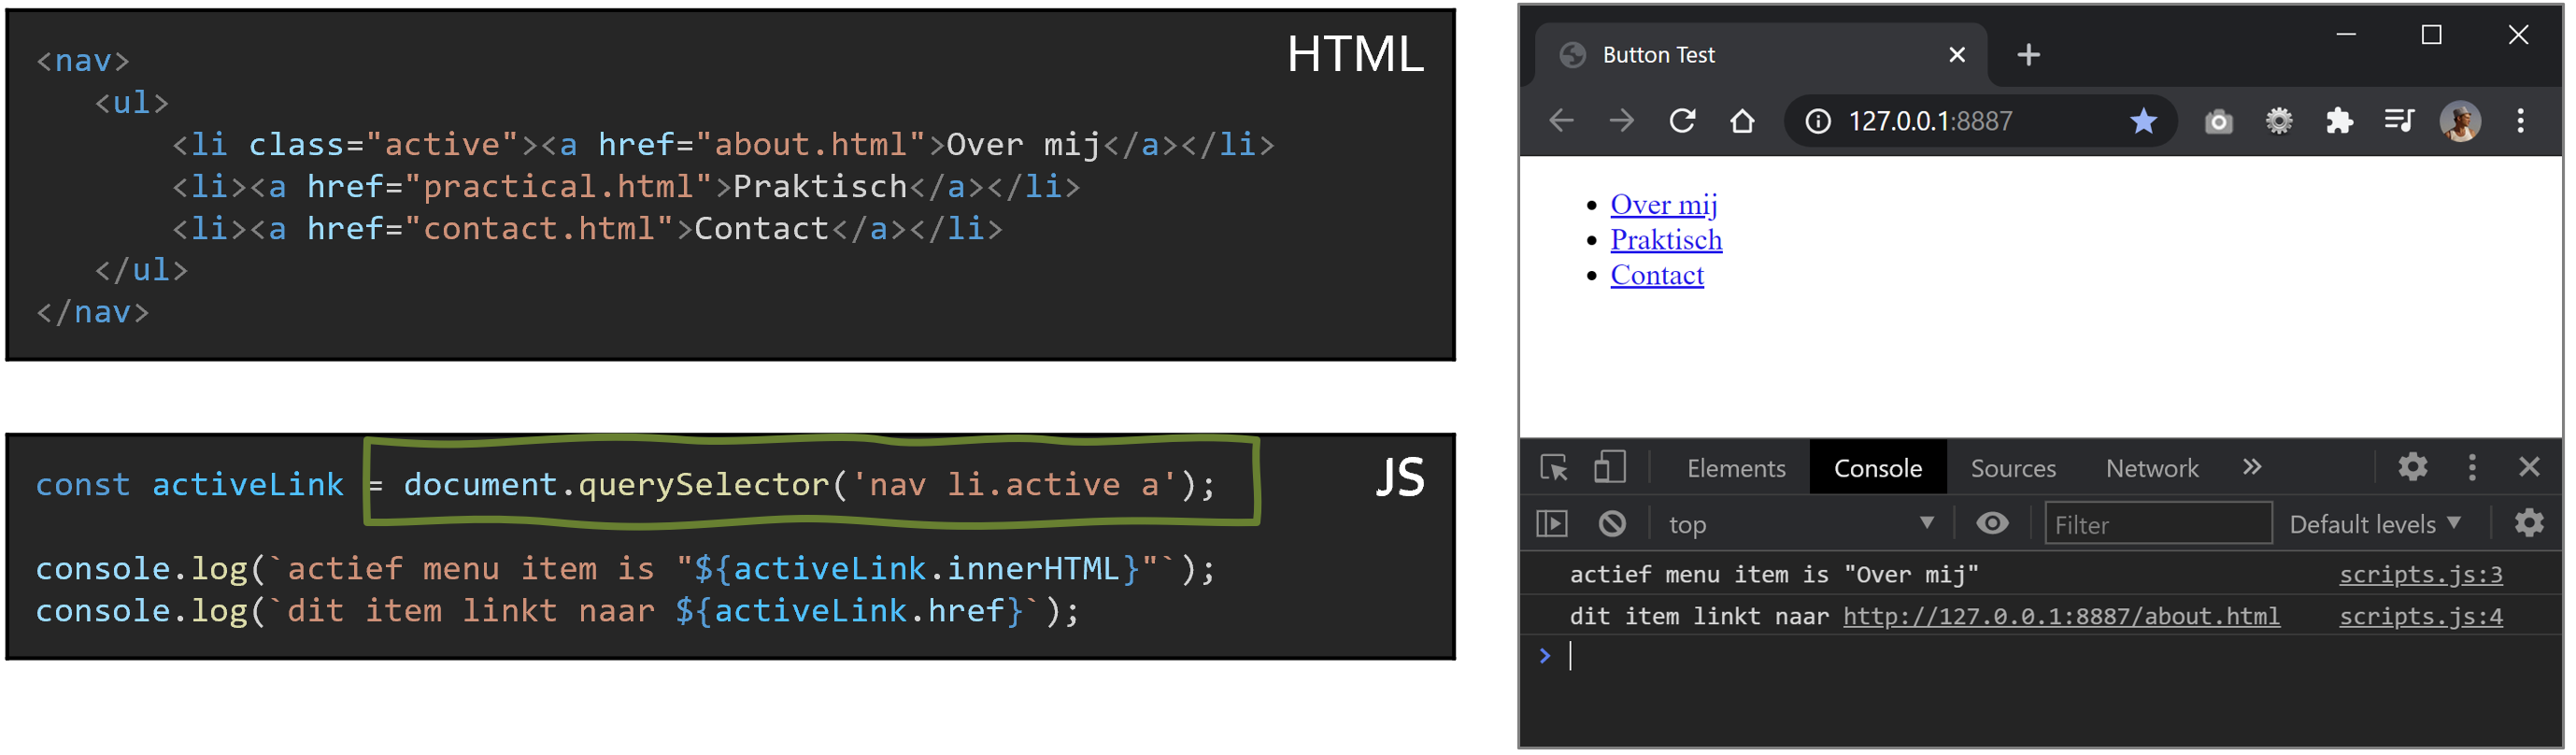 HTML
<nav>
<ul>
<li class="active"><a href="about.html">Over mij</a></li>
<li><a href="practical.html">Praktisch</a></li>
<li><a href="contact.html">Contact</a></li>
</ul>
</nav>
JS
const activeLink = document.querySelector('nav li.active a');
console.log(`actief menu item is "${activeLink.innerHTML}"`);
console.log(`dit item linkt naar ${activeLink.href}`);
Button Test
127.0.0.1:8887
Over mij
Praktisch
Contact
Elements Console Sources Network »
top Filter Default levels
actief menu item is "Over mij" scripts.js:3
dit item linkt naar http://127.0.0.1:8887/about.html scripts.js:4